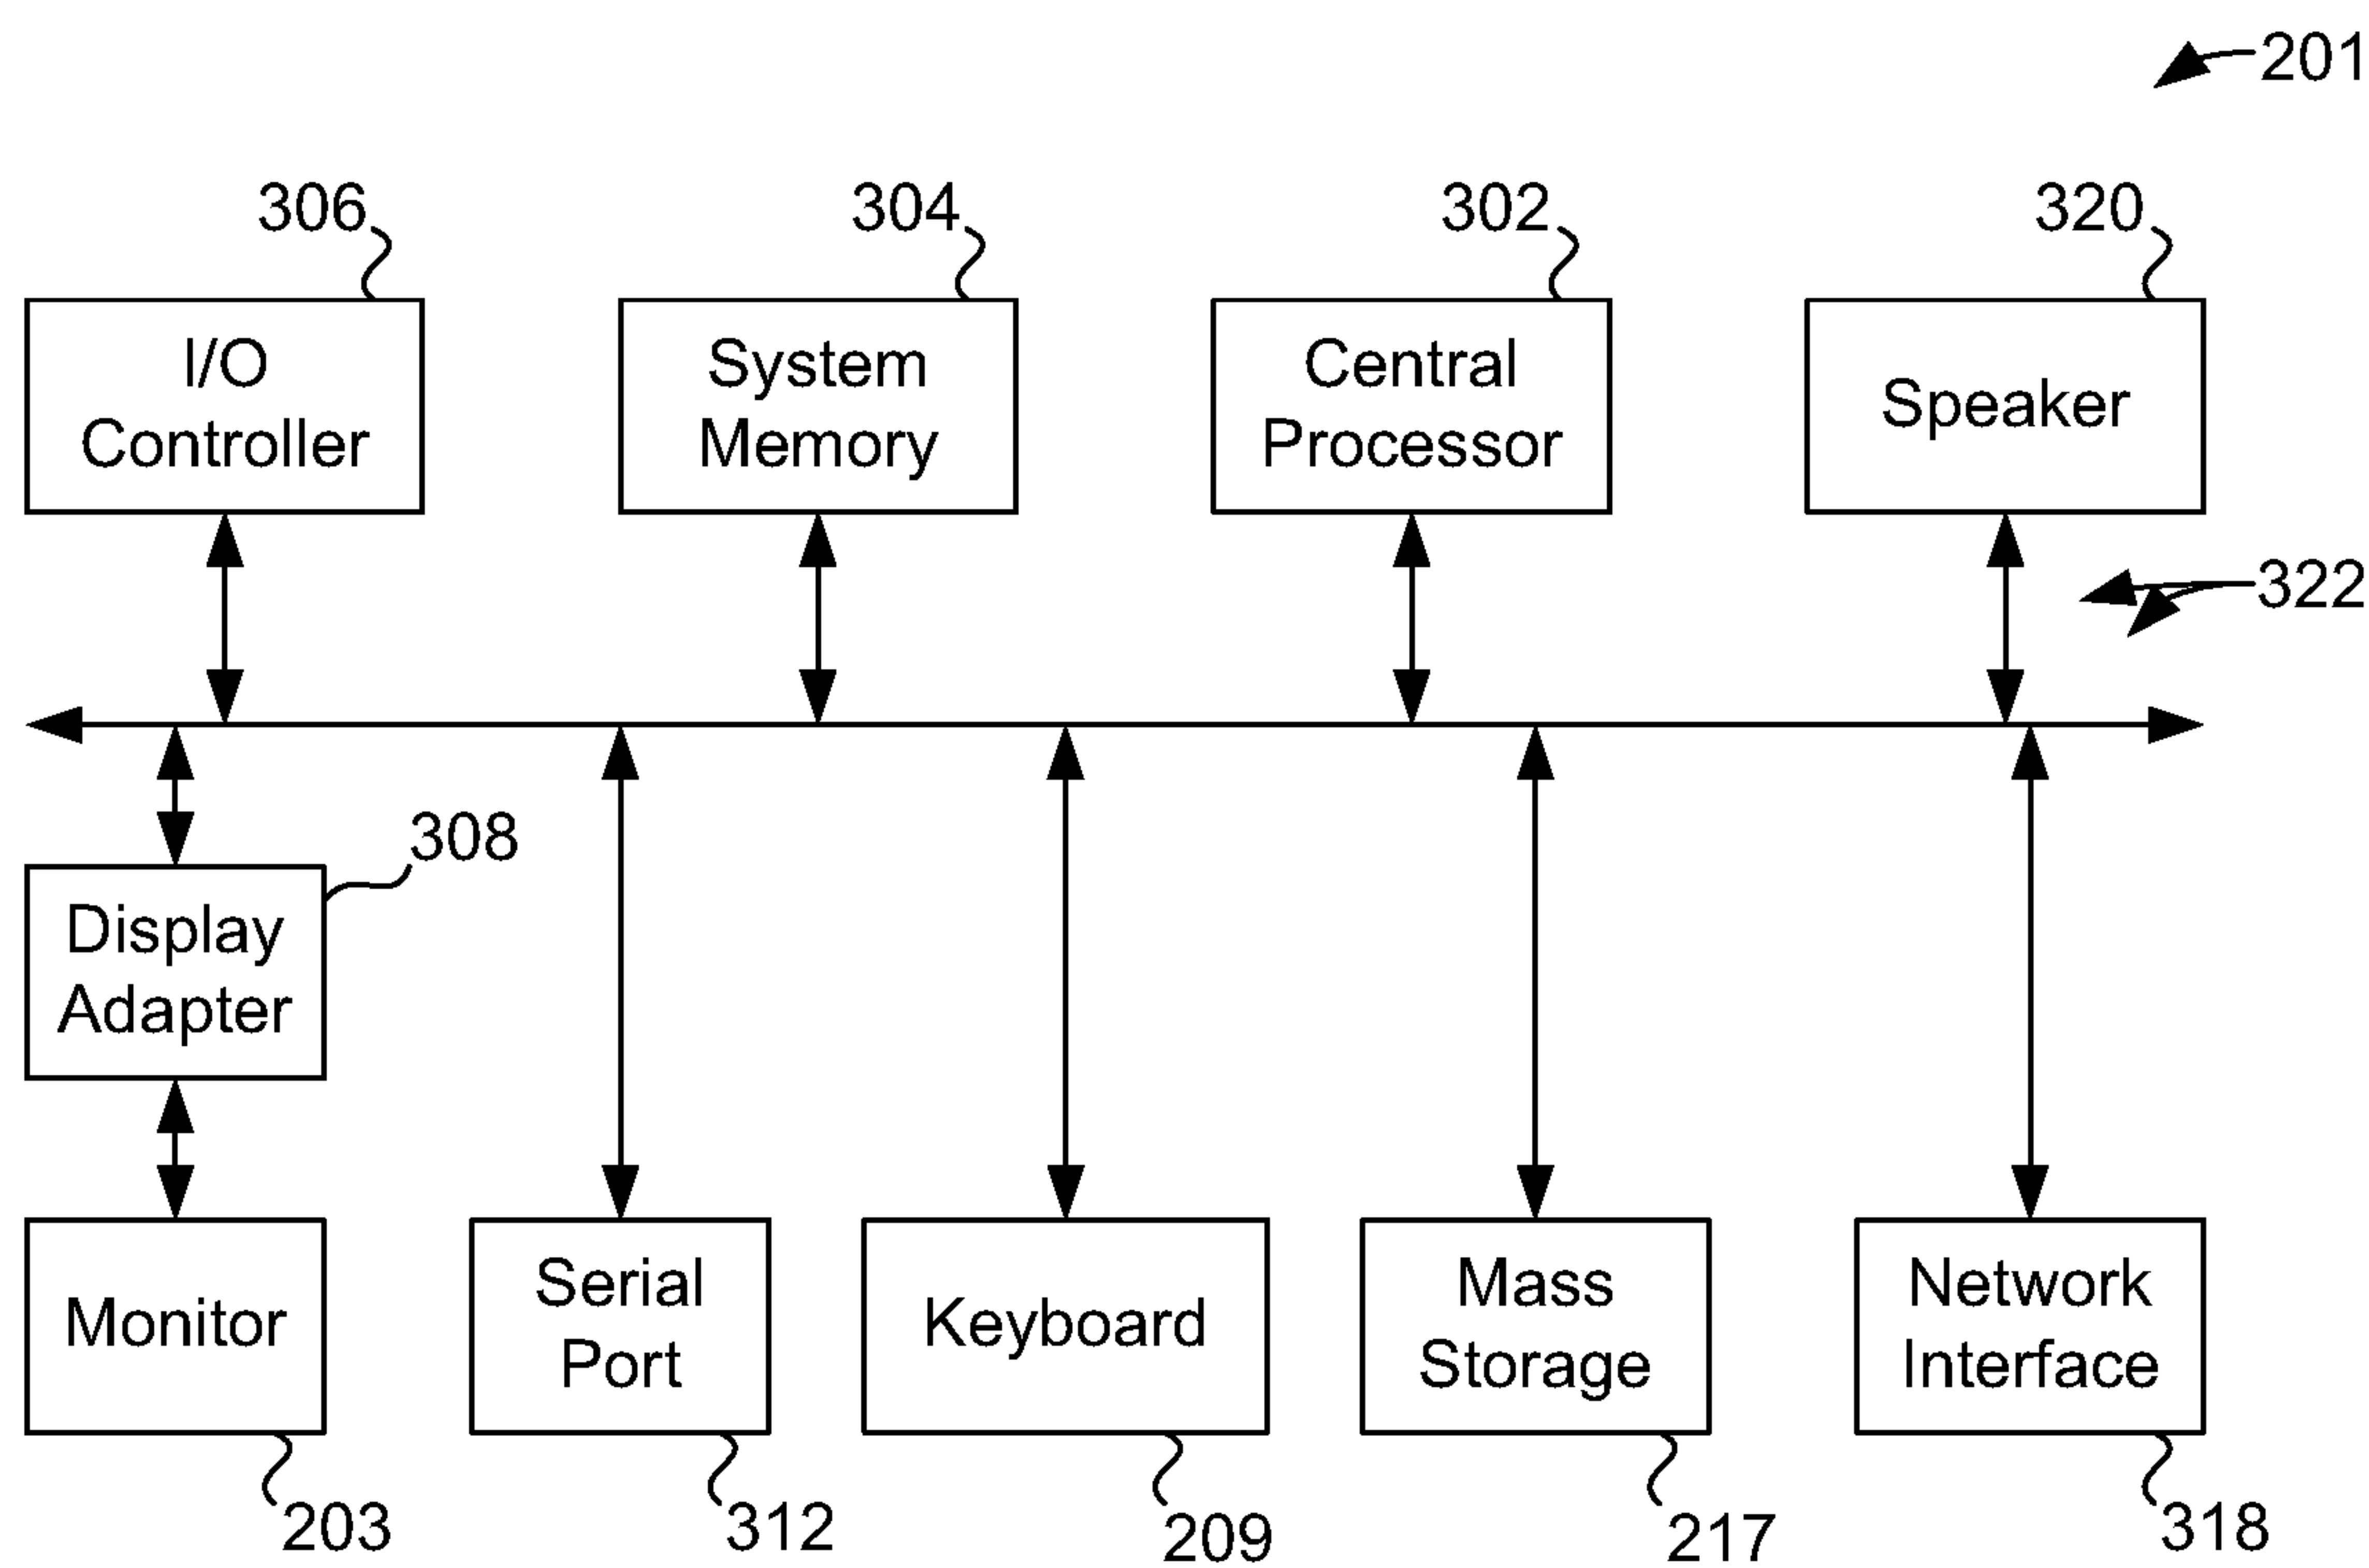 201
306
304
302
320
I/O
Controller
System
Memory
Central
Processor
Speaker
322
308
Display
Adapter
Monitor
Serial
Port
Keyboard
Mass
Storage
Network
Interface
203
312
209
217
318